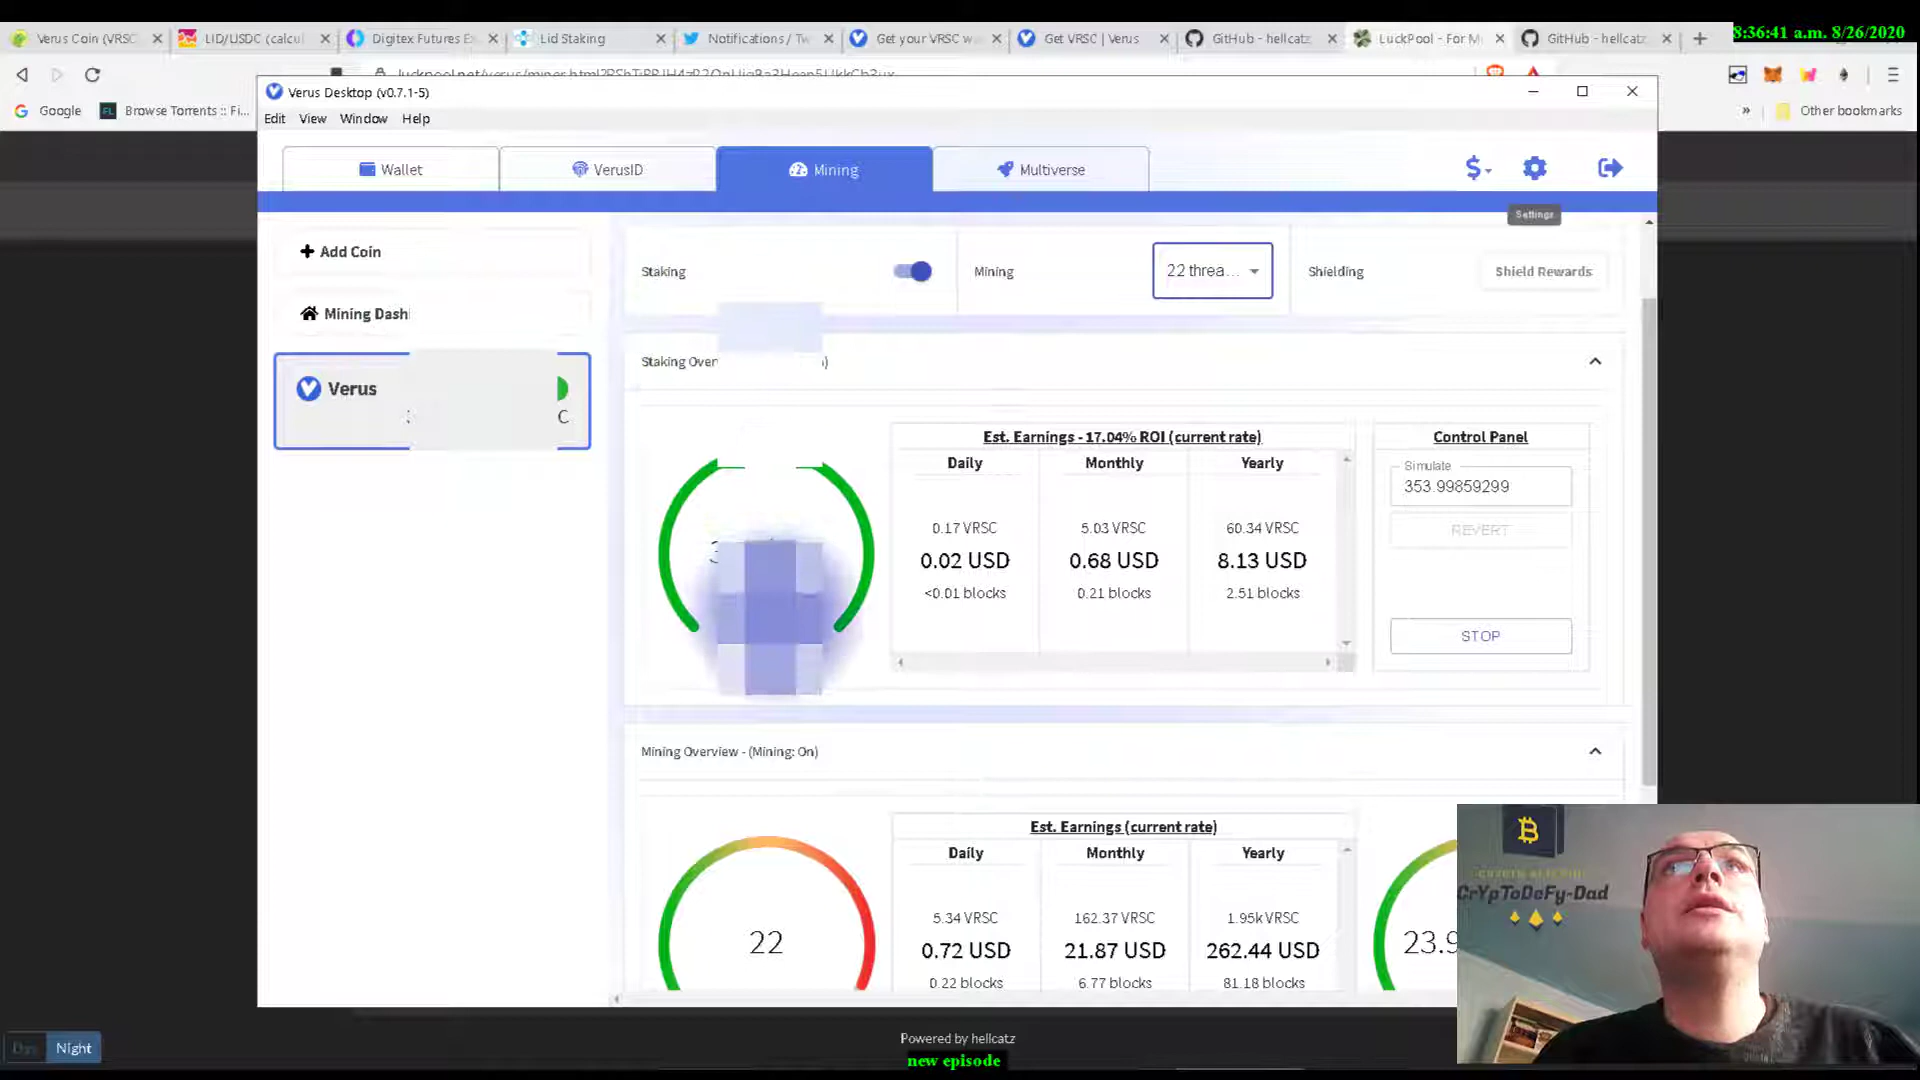 8:36:41 a.m. 8/26/2020
Verus Coin (VRSC
LID/USDC (calcul
Digitex Futures Ex
Lid Staking
Notifications / Tw
Get your VRSC w
Get VRSC | Verus
GitHub - hellcatz
LuckPool - For M
GitHub - hellcatz
Google
Browse Torrents :: Fi...
Other bookmarks
Verus Desktop (v0.7.1-5)
Edit View Window Help
Wallet
VerusID
Mining
Multiverse
Settings
Add Coin
Mining Dash
Verus
C
Staking
Mining
22 threa...
Shielding
Shield Rewards
Staking Over
Est. Earnings - 17.04% ROI (current rate)
Daily Monthly Yearly
0.17 VRSC 5.03 VRSC 60.34 VRSC
0.02 USD 0.68 USD 8.13 USD
<0.01 blocks 0.21 blocks 2.51 blocks
Control Panel
Simulate
353.99859299
REVERT
STOP
Mining Overview - (Mining: On)
22
Est. Earnings (current rate)
Daily Monthly Yearly
5.34 VRSC 162.37 VRSC 1.95k VRSC
0.72 USD 21.87 USD 262.44 USD
0.22 blocks 6.77 blocks 81.18 blocks
23.9
CrYpToDeFy-Dad
Day Night
Powered by hellcatz
new episode